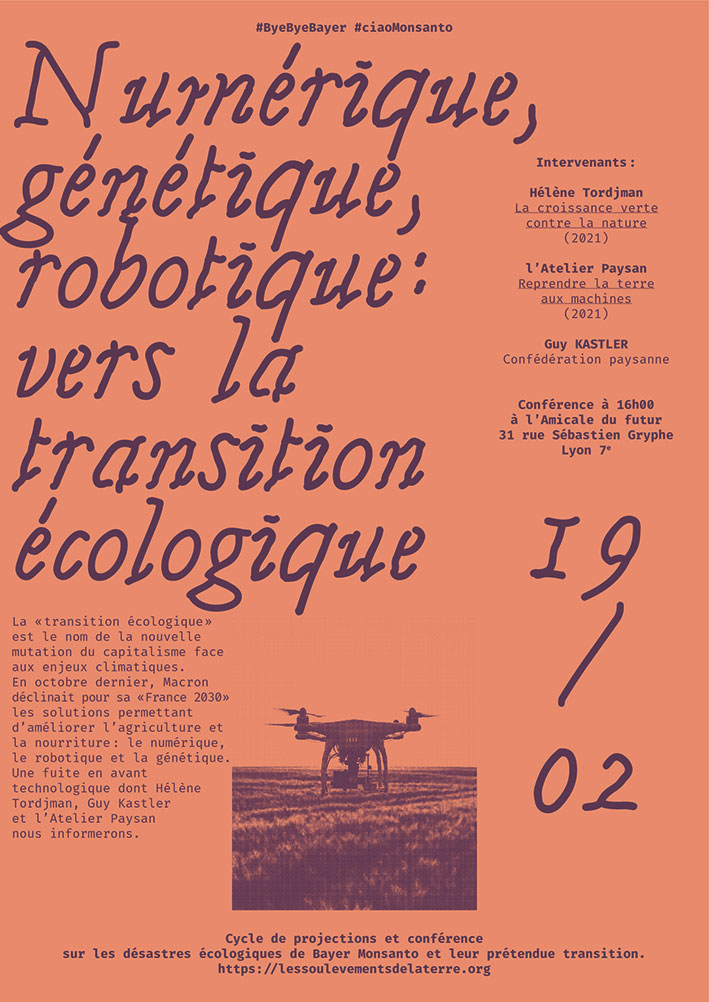 #ByeByeBayer #ciaoMonsanto
Numérique,
génétique,
robotique:
vers la
transition
écologique
Intervenants :
Hélène Tordjman
La croissance verte
contre la nature
(2021)
l’Atelier Paysan
Reprendre la terre
aux machines
(2021)
Guy KASTLER
Confédération paysanne
Conférence à 16h00
à l’Amicale du futur
31 rue Sébastien Gryphe
Lyon 7e
19
/
02
La «transition écologique»
est le nom de la nouvelle
mutation du capitalisme face
aux enjeux climatiques.
En octobre dernier, Macron
déclinait pour sa «France 2030»
les solutions permettant
d’améliorer l’agriculture et
la nourriture : le numérique,
le robotique et la génétique.
Une fuite en avant
technologique dont Hélène
Tordjman, Guy Kastler
et l’Atelier Paysan
nous informerons.
Cycle de projections et conférence
sur les désastres écologiques de Bayer Monsanto et leur prétendue transition.
https://lessoulevementsdelaterre.org